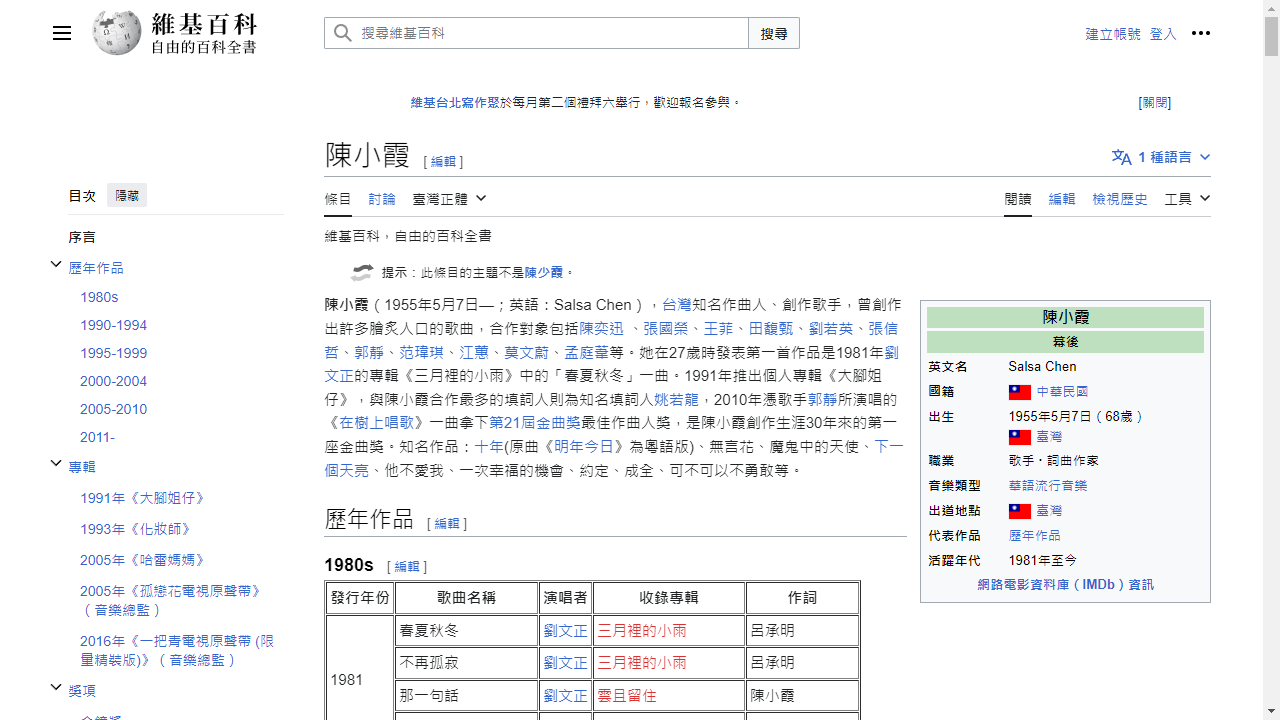 維基百科
自由的百科全書
搜尋維基百科
搜尋
建立帳號 登入
維基台北寫作聚於每月第二個禮拜六舉行，歡迎報名參與。
[關閉]
陳小霞 [ 編輯 ]
1 種語言
目次 隱藏
序言
歷年作品
1980s
1990-1994
1995-1999
2000-2004
2005-2010
2011-
專輯
1991年《大腳姐仔》
1993年《化妝師》
2005年《哈雷媽媽》
2005年《孤戀花電視原聲帶》
（音樂總監）
2016年《一把青電視原聲帶 (限
量精裝版)》（音樂總監）
獎項
金鐘獎
條目 討論 臺灣正體
閱讀 編輯 檢視歷史 工具
維基百科，自由的百科全書
提示：此條目的主題不是陳少霞。
陳小霞（1955年5月7日—；英語：Salsa Chen），台灣知名作曲人、創作歌手，曾創作
出許多膾炙人口的歌曲，合作對象包括陳奕迅 、張國榮、王菲、田馥甄、劉若英、張信
哲、郭靜、范瑋琪、江蕙、莫文蔚、孟庭葦等。她在27歲時發表第一首作品是1981年劉
文正的專輯《三月裡的小雨》中的「春夏秋冬」一曲。1991年推出個人專輯《大腳姐
仔》，與陳小霞合作最多的填詞人則為知名填詞人姚若龍，2010年憑歌手郭靜所演唱的
《在樹上唱歌》一曲拿下第21屆金曲獎最佳作曲人獎，是陳小霞創作生涯30年來的第一
座金曲獎。知名作品：十年(原曲《明年今日》為粵語版)、無言花、魔鬼中的天使、下一
個天亮、他不愛我、一次幸福的機會、約定、成全、可不可以不勇敢等。
陳小霞
幕後
英文名 Salsa Chen
國籍 中華民國
出生 1955年5月7日（68歲）
臺灣
職業 歌手・詞曲作家
音樂類型 華語流行音樂
出道地點 臺灣
代表作品 歷年作品
活躍年代 1981年至今
網路電影資料庫（IMDb）資訊
歷年作品 [ 編輯 ]
1980s [ 編輯 ]
發行年份 歌曲名稱 演唱者 收錄專輯 作詞
1981 春夏秋冬 劉文正 三月裡的小雨 呂承明
不再孤寂 劉文正 三月裡的小雨 呂承明
那一句話 劉文正 雲且留住 陳小霞